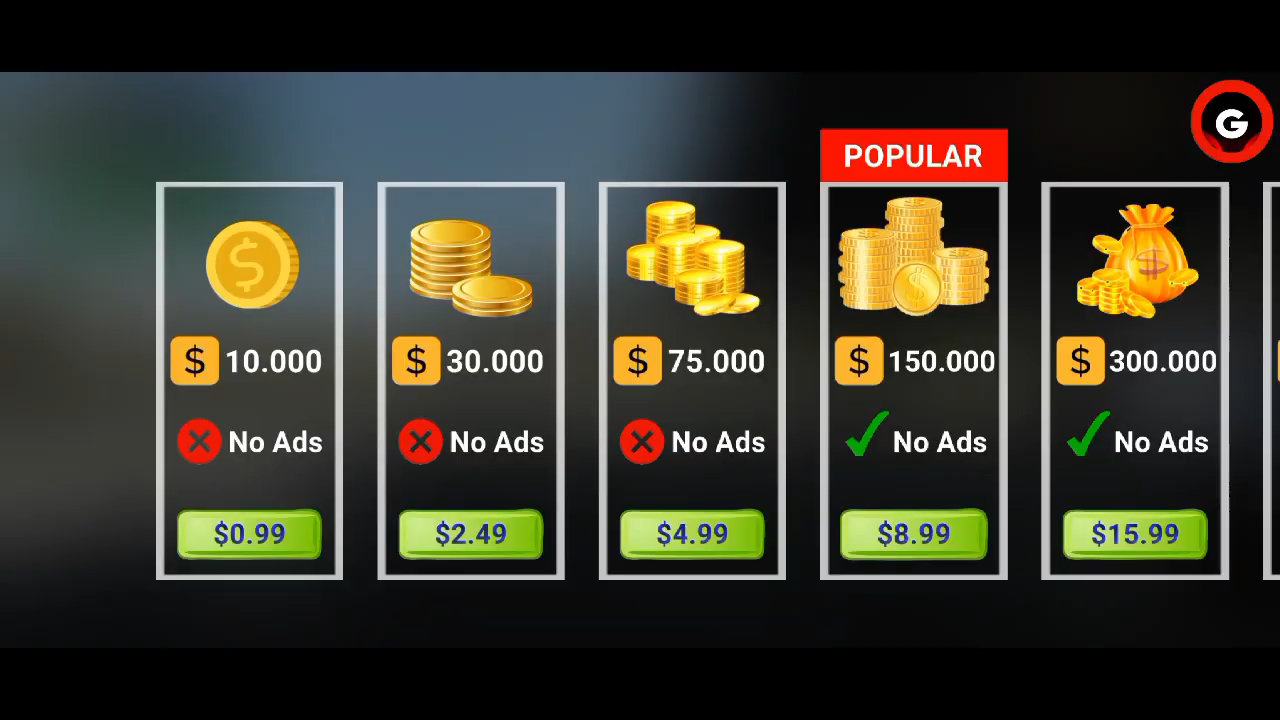 POPULAR
G
$ 10.000
No Ads
$0.99
$ 30.000
No Ads
$2.49
$ 75.000
No Ads
$4.99
$ 150.000
No Ads
$8.99
$ 300.000
No Ads
$15.99